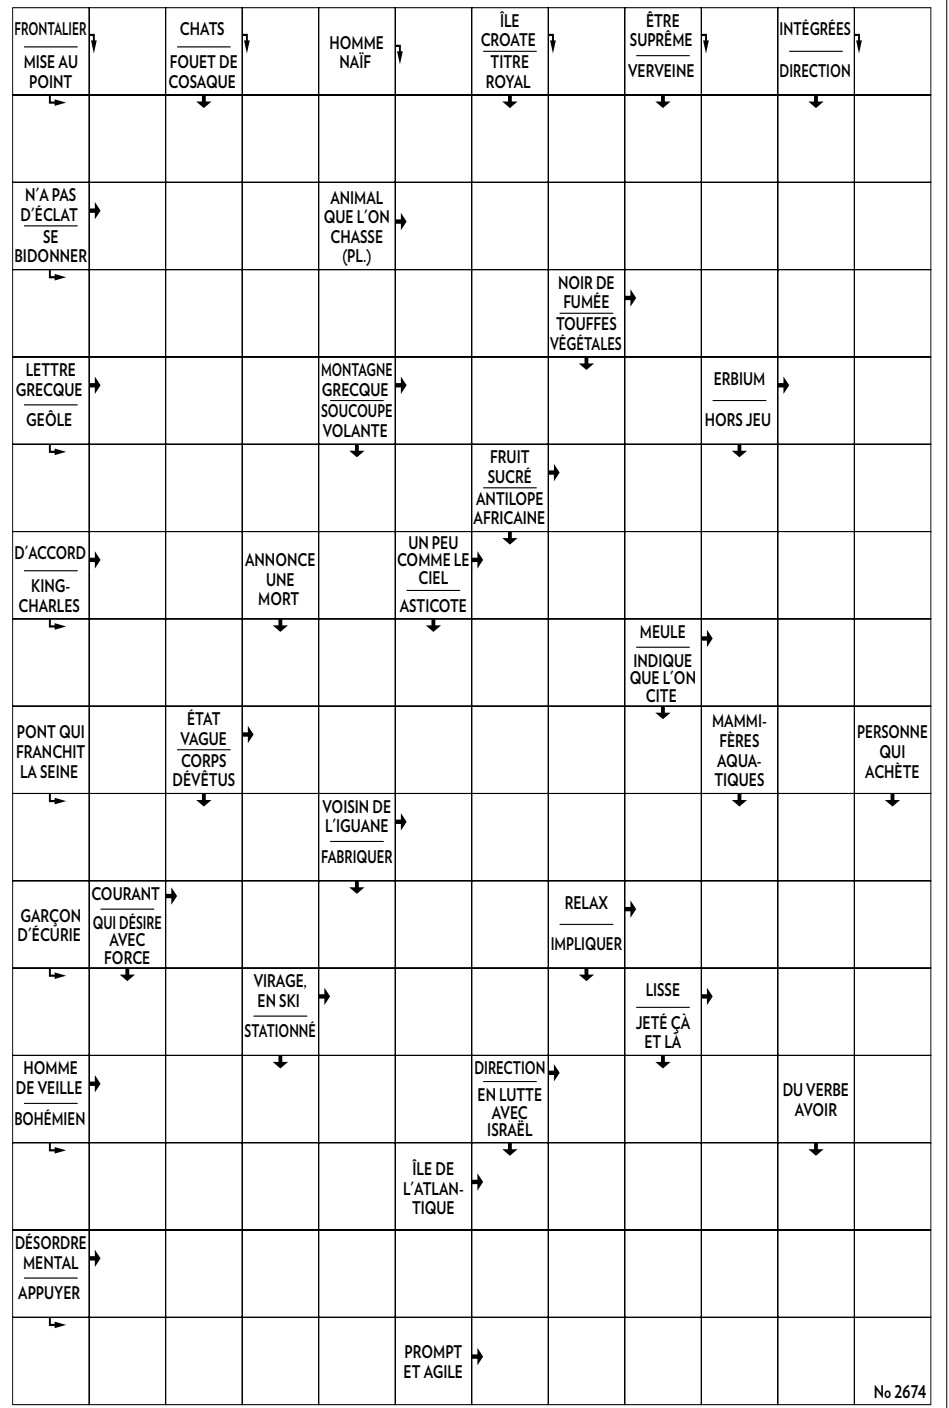 FRONTALIER
MISE AU
POINT
CHATS
FOUET DE
COSAQUE
HOMME
NAÏF
ÎLE
CROATE
TITRE
ROYAL
ÊTRE
SUPRÊME
VERVEINE
INTÉGRÉES
DIRECTION
N'A PAS
D'ÉCLAT
SE
BIDONNER
ANIMAL
QUE L'ON
CHASSE
(PL.)
NOIR DE
FUMÉE
TOUFFES
VÉGÉTALES
LETTRE
GRECQUE
GEÔLE
MONTAGNE
GRECQUE
SOUCOUPE
VOLANTE
ERBIUM
HORS JEU
FRUIT
SUCRÉ
ANTILOPE
AFRICAINE
D'ACCORD
KING-
CHARLES
ANNONCE
UNE
MORT
UN PEU
COMME LE
CIEL
ASTICOTE
MEULE
INDIQUE
QUE L'ON
CITE
PONT QUI
FRANCHIT
LA SEINE
ÉTAT
VAGUE
CORPS
DÉVÊTUS
MAMMI-
FÈRES
AQUA-
TIQUES
PERSONNE
QUI
ACHÈTE
VOISIN DE
L'IGUANE
FABRIQUER
GARÇON
D'ÉCURIE
COURANT
QUI DÉSIRE
AVEC
FORCE
RELAX
IMPLIQUER
VIRAGE,
EN SKI
STATIONNÉ
LISSE
JETÉ ÇÀ
ET LÀ
HOMME
DE VEILLE
BOHÉMIEN
DIRECTION
EN LUTTE
AVEC
ISRAËL
DU VERBE
AVOIR
ÎLE DE
L'ATLAN-
TIQUE
DÉSORDRE
MENTAL
APPUYER
PROMPT
ET AGILE
No 2674